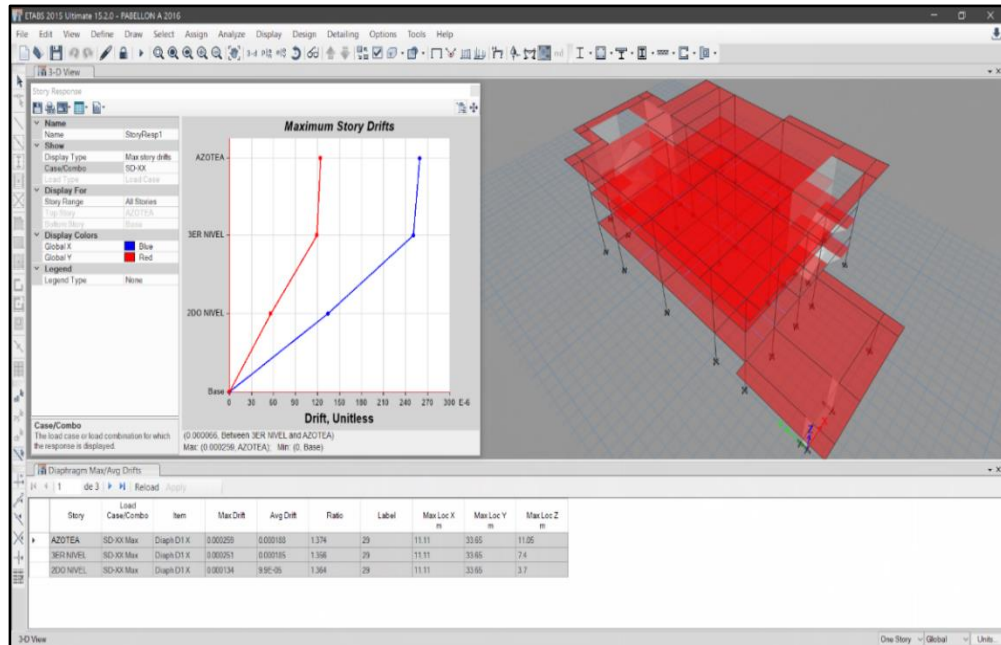 ETABS 2015 Ultimate 15.2.0 - PABELLON A 2016
File Edit View Define Draw Select Assign Analyze Display Design Detailing Options Tools Help
3-D View
Story Response
Name
Name StoryResp1
Show
Display Type Max story drifts
Case/Combo SD-XX
Load Type Load Case
Display For
Story Range All Stories
Top Story AZOTEA
Bottom Story Base
Display Colors
Global X Blue
Global Y Red
Legend
Legend Type None
Case/Combo
The load case or load combination for which
the response is displayed.
Maximum Story Drifts
AZOTEA
3ER NIVEL
2DO NIVEL
Base
0 30 60 90 120 150 180 210 240 270 300 E-6
Drift, Unitless
(0.000066, Between 3ER NIVEL and AZOTEA)
Max: (0.000259, AZOTEA); Min: (0, Base)
Z
X
Diaphragm Max/Avg Drifts
1 de 3 Reload Apply
Story Load Case/Combo Item Max Drift Avg Drift Ratio Label Max Loc X m Max Loc Y m Max Loc Z m
AZOTEA SD-XX Max Diaph D1 X 0.000259 0.000188 1.374 29 11.11 33.65 11.05
3ER NIVEL SD-XX Max Diaph D1 X 0.000251 0.000185 1.356 29 11.11 33.65 7.4
2DO NIVEL SD-XX Max Diaph D1 X 0.000134 9.9E-05 1.364 29 11.11 33.65 3.7
3-D View
One Story Global Units...